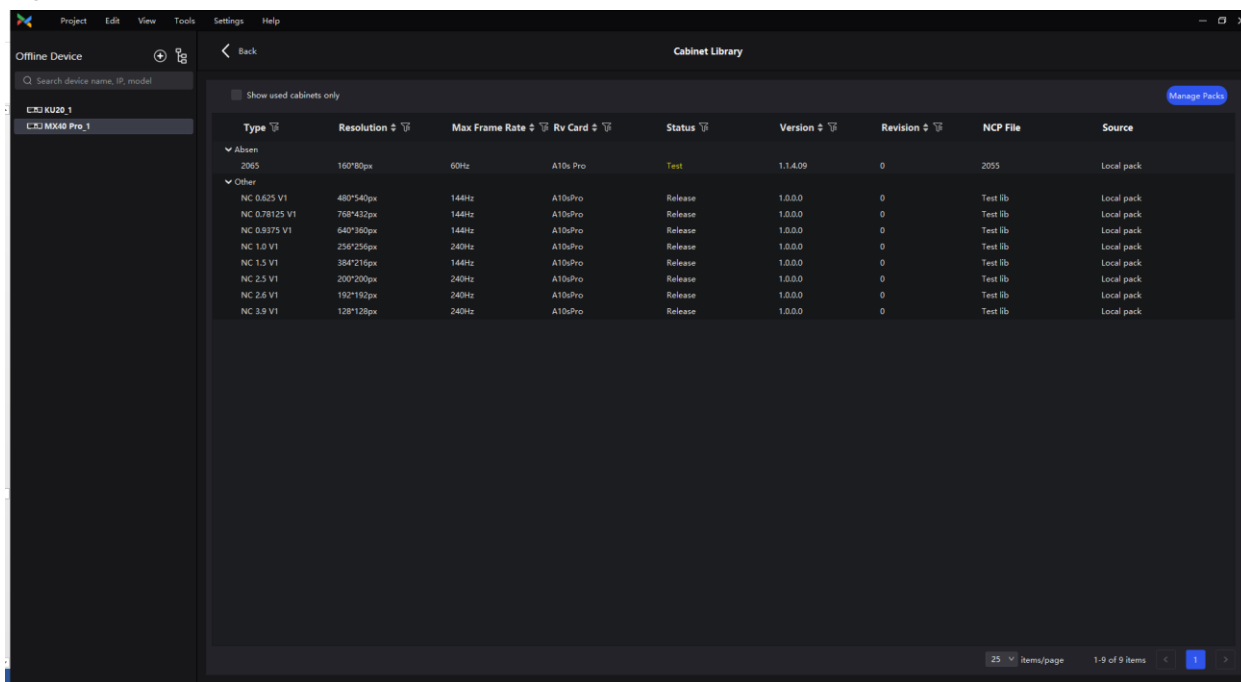 Project Edit View Tools Settings Help
Offline Device
Back
Cabinet Library
Search device name, IP, model
KU20_1
MX40 Pro_1
Show used cabinets only
Manage Packs
Type Resolution Max Frame Rate Rv Card Status Version Revision NCP File Source
Absen
2065 160*80px 60Hz A10s Pro Test 1.1.4.09 0 2055 Local pack
Other
NC 0.625 V1 480*540px 144Hz A10sPro Release 1.0.0.0 0 Test lib Local pack
NC 0.78125 V1 768*432px 144Hz A10sPro Release 1.0.0.0 0 Test lib Local pack
NC 0.9375 V1 640*360px 144Hz A10sPro Release 1.0.0.0 0 Test lib Local pack
NC 1.0 V1 256*256px 240Hz A10sPro Release 1.0.0.0 0 Test lib Local pack
NC 1.5 V1 384*216px 144Hz A10sPro Release 1.0.0.0 0 Test lib Local pack
NC 2.5 V1 200*200px 240Hz A10sPro Release 1.0.0.0 0 Test lib Local pack
NC 2.6 V1 192*192px 240Hz A10sPro Release 1.0.0.0 0 Test lib Local pack
NC 3.9 V1 128*128px 240Hz A10sPro Release 1.0.0.0 0 Test lib Local pack
25 items/page 1-9 of 9 items < 1 >